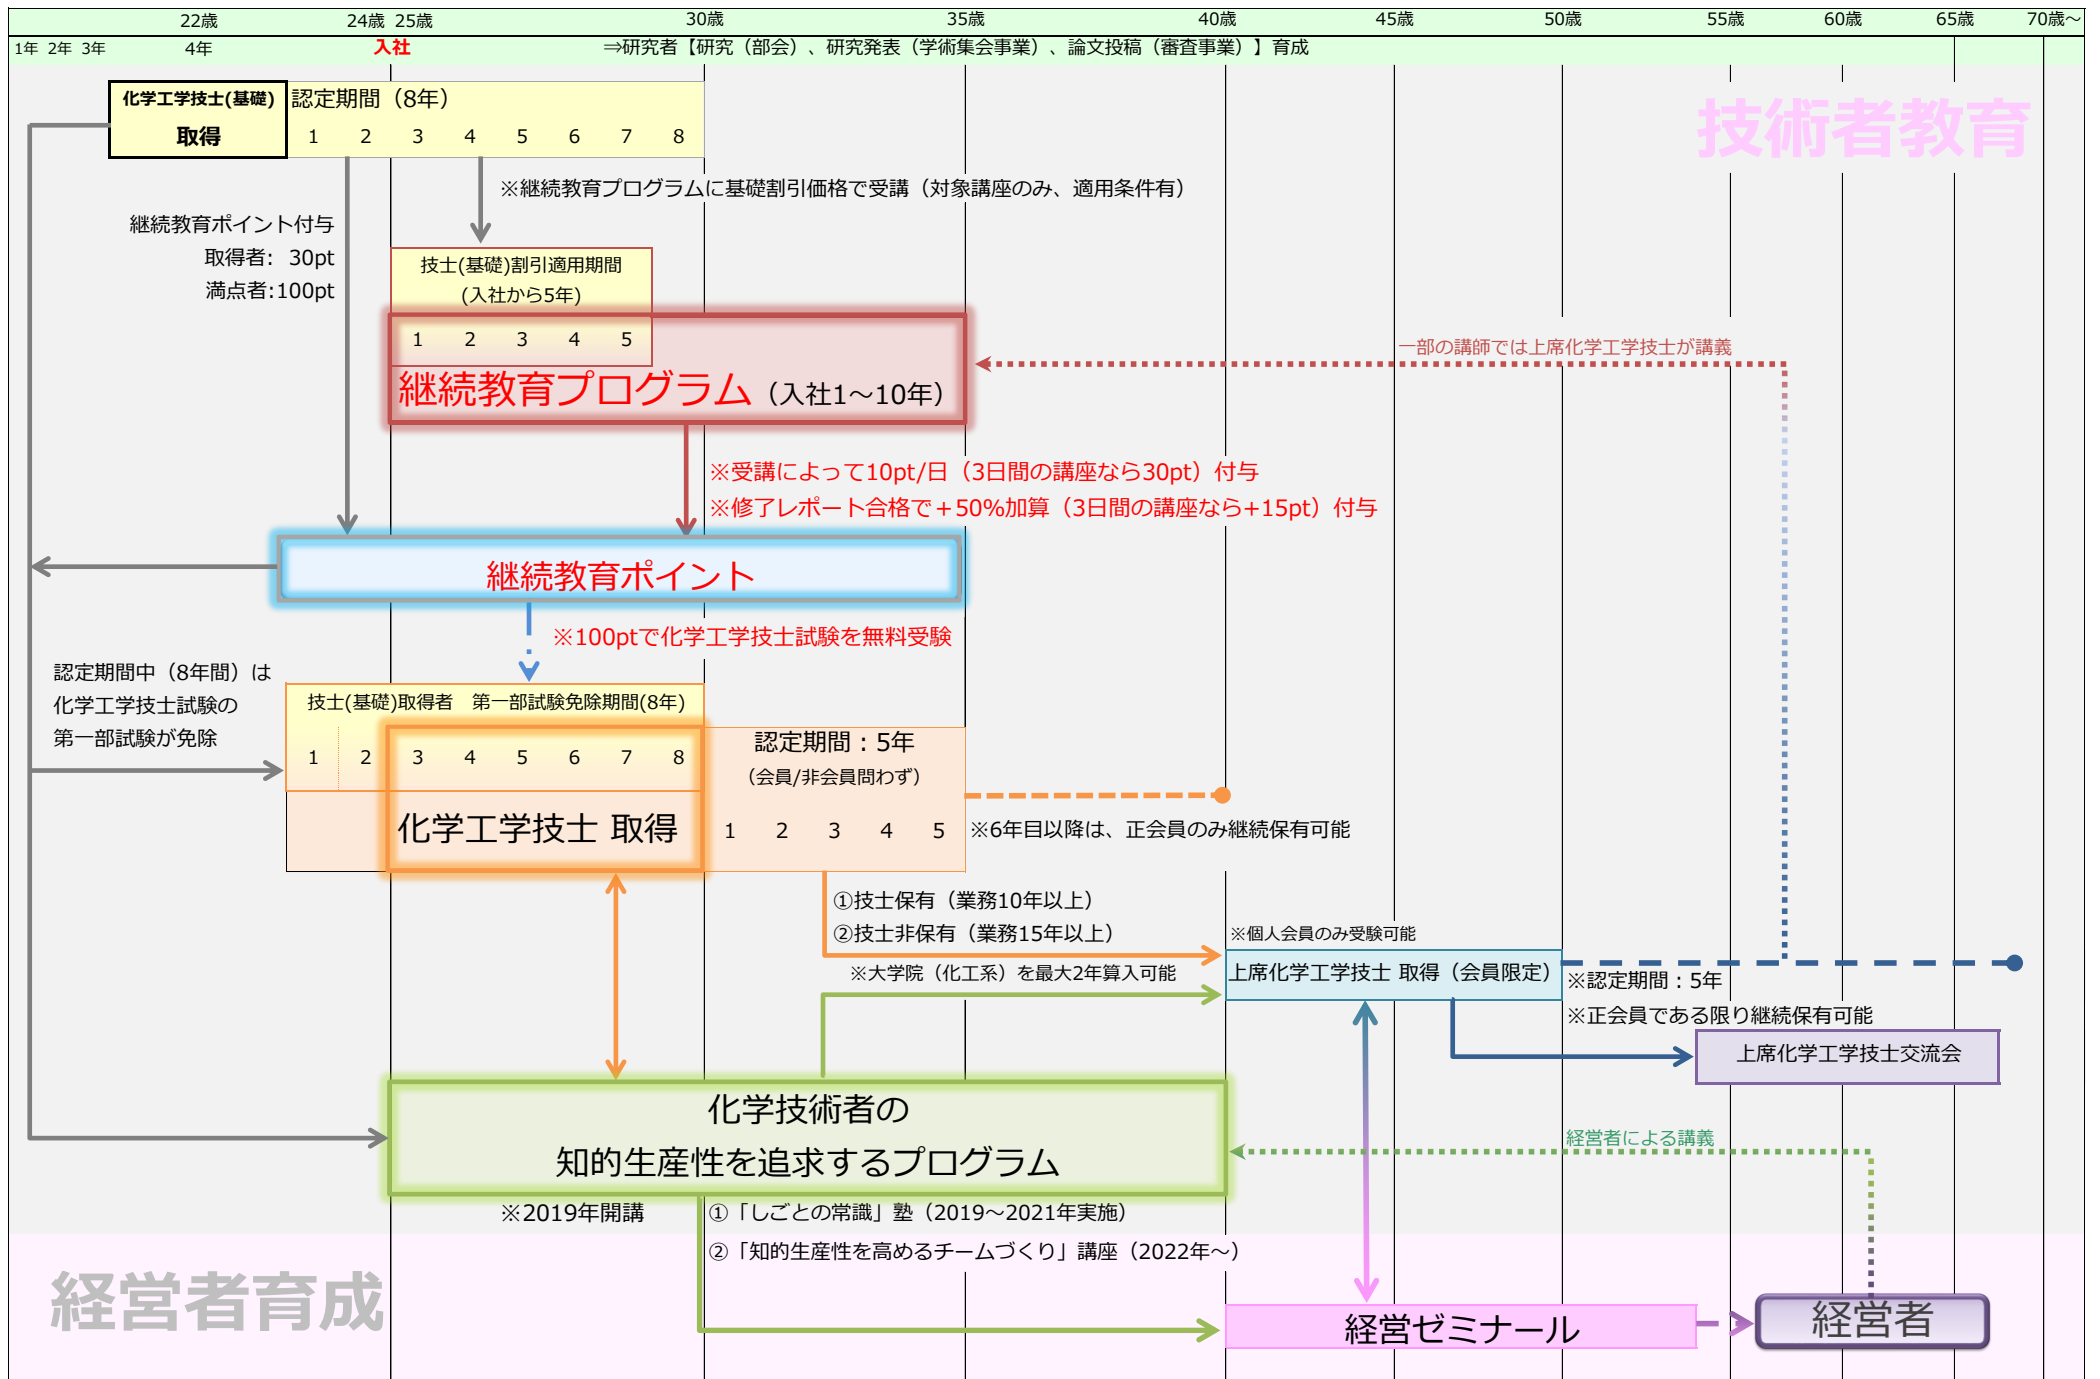 22歳 24歳 25歳 30歳 35歳 40歳 45歳 50歳 55歳 60歳 65歳 70歳～
1年 2年 3年 4年 入社 ⇒研究者【研究（部会）、研究発表（学術集会事業）、論文投稿（審査事業）】育成
化学工学技士(基礎)
取得
認定期間（8年）
1 2 3 4 5 6 7 8
技術者教育
※継続教育プログラムに基礎割引価格で受講（対象講座のみ、適用条件有）
継続教育ポイント付与
取得者: 30pt
満点者:100pt
技士(基礎)割引適用期間
(入社から5年)
1 2 3 4 5
継続教育プログラム（入社1～10年）
一部の講師では上席化学工学技士が講義
※受講によって10pt/日（3日間の講座なら30pt）付与
※修了レポート合格で＋50%加算（3日間の講座なら+15pt）付与
継続教育ポイント
※100ptで化学工学技士試験を無料受験
認定期間中（8年間）は
化学工学技士試験の
第一部試験が免除
技士(基礎)取得者　第一部試験免除期間(8年)
1 2 3 4 5 6 7 8
化学工学技士 取得
認定期間：5年
（会員/非会員問わず）
1 2 3 4 5
※6年目以降は、正会員のみ継続保有可能
①技士保有（業務10年以上）
②技士非保有（業務15年以上）
※大学院（化工系）を最大2年算入可能
※個人会員のみ受験可能
上席化学工学技士 取得（会員限定）
※認定期間：5年
※正会員である限り継続保有可能
上席化学工学技士交流会
化学技術者の
知的生産性を追求するプログラム
経営者による講義
※2019年開講
①「しごとの常識」塾（2019～2021年実施）
②「知的生産性を高めるチームづくり」講座（2022年～）
経営者育成
経営ゼミナール
経営者